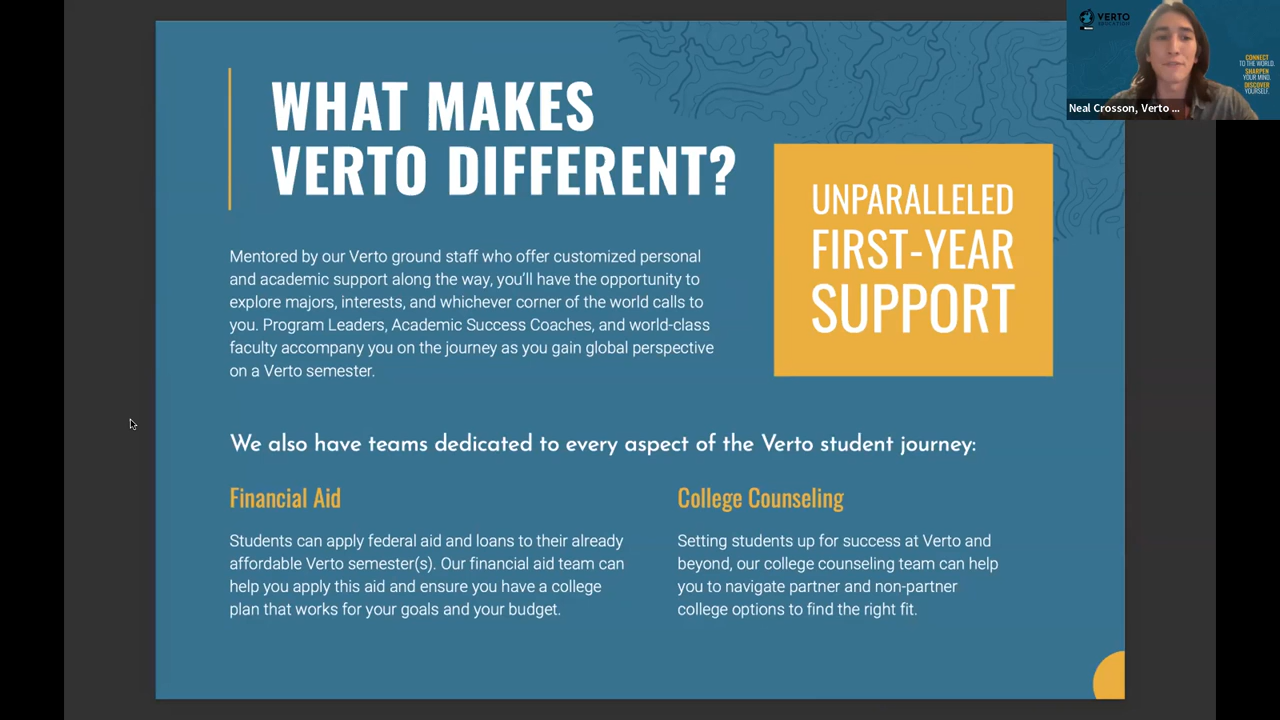 WHAT MAKES
VERTO DIFFERENT?
UNPARALLELED
FIRST-YEAR
SUPPORT
Mentored by our Verto ground staff who offer customized personal
and academic support along the way, you’ll have the opportunity to
explore majors, interests, and whichever corner of the world calls to
you. Program Leaders, Academic Success Coaches, and world-class
faculty accompany you on the journey as you gain global perspective
on a Verto semester.
We also have teams dedicated to every aspect of the Verto student journey:
Financial Aid
Students can apply federal aid and loans to their already
affordable Verto semester(s). Our financial aid team can
help you apply this aid and ensure you have a college
plan that works for your goals and your budget.
College Counseling
Setting students up for success at Verto and
beyond, our college counseling team can help
you to navigate partner and non-partner
college options to find the right fit.
VERTO
EDUCATION
CONNECT
TO THE WORLD.
SHARPEN
YOUR MIND.
DISCOVER
YOURSELF.
Neal Crosson, Verto ...